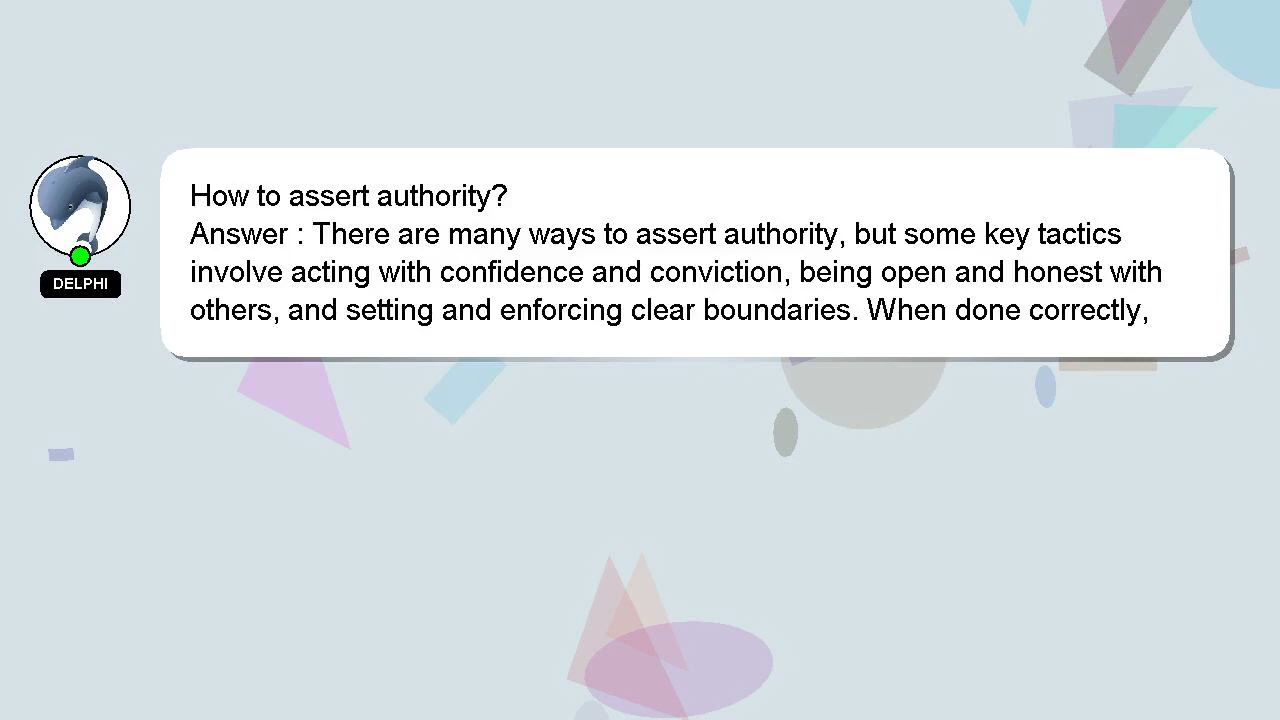 How to assert authority?
Answer : There are many ways to assert authority, but some key tactics
involve acting with confidence and conviction, being open and honest with
others, and setting and enforcing clear boundaries. When done correctly,
DELPHI